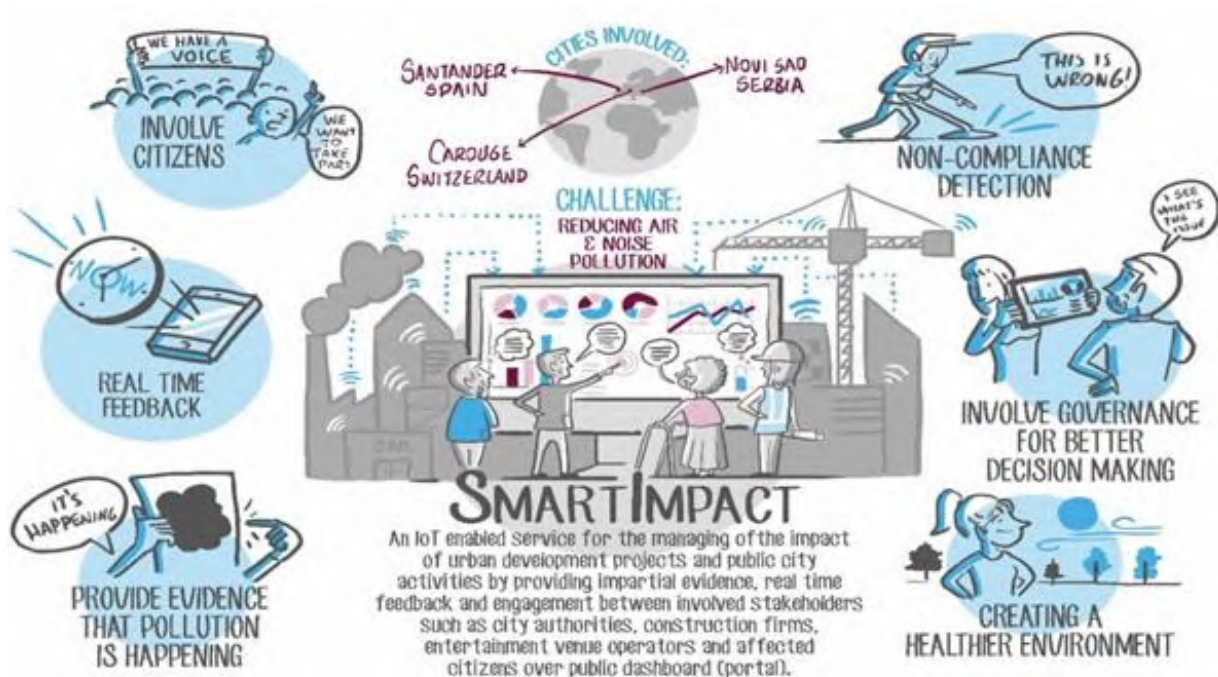 WE HAVE A
VOICE
WE
WANT
TO
TAKE
PART
INVOLVE
CITIZENS
CITIES INVOLVED:
SANTANDER
SPAIN
NOVI SAD
SERBIA
CAROUGE
SWITZERLAND
THIS IS
WRONG!
NON-COMPLIANCE
DETECTION
CHALLENGE:
REDUCING AIR
& NOISE
POLLUTION
NOW
REAL TIME
FEEDBACK
I SEE
WHAT'S
THE
ISSUE
INVOLVE GOVERNANCE
FOR BETTER
DECISION MAKING
IT'S
HAPPENING
PROVIDE EVIDENCE
THAT POLLUTION
IS HAPPENING
SMARTIMPACT
An IoT enabled service for the managing of the impact
of urban development projects and public city
activities by providing impartial evidence, real time
feedback and engagement between involved stakeholders
such as city authorities, construction firms,
entertainment venue operators and affected
citizens over public dashboard (portal).
CREATING A
HEALTHIER ENVIRONMENT